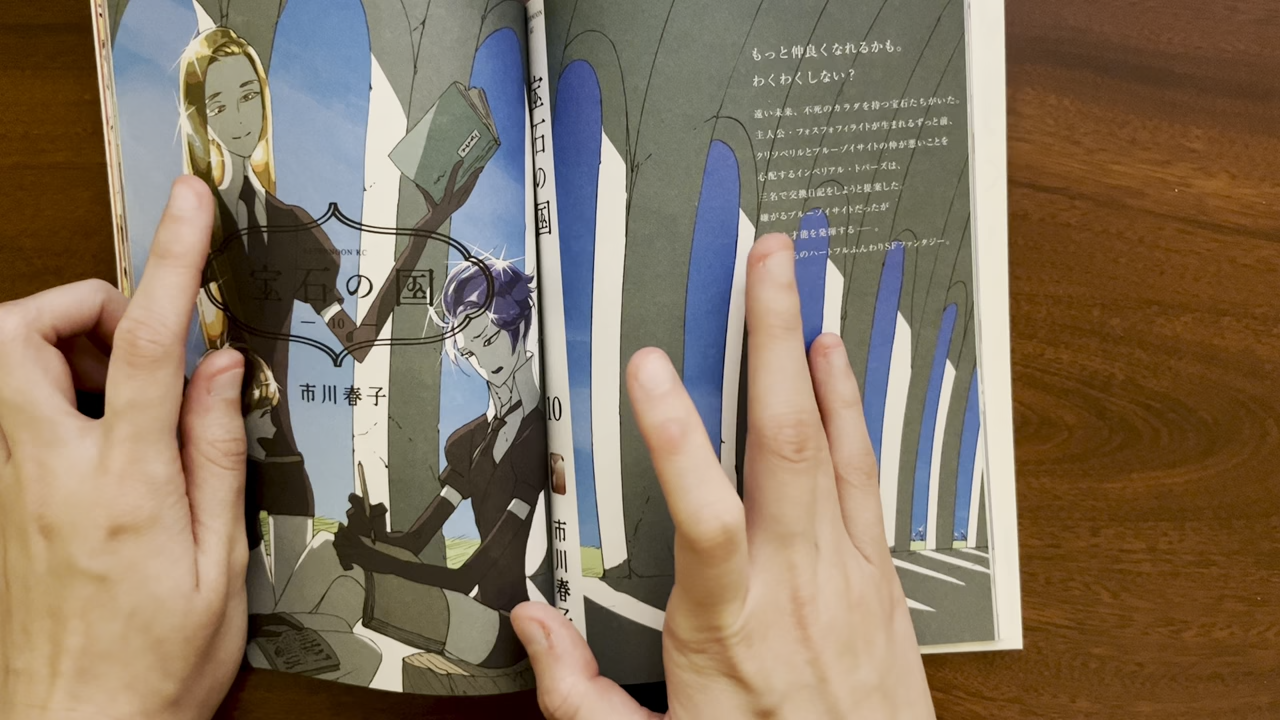 宝石の国
10
市川春子
宝石の国
10
市川春子
もっと仲良くなれるかも。
わくわくしない？
遠い未来、不死のカラダを持つ宝石たちがいた。
主人公・フォスフォフィライトが生まれるずっと前、
クリソベリルとブルーゾイサイトの仲が悪いことを
心配するインペリアル・トパーズは、
三名で交換日記をしようと提案した。
嫌がるブルーゾイサイトだったが
才能を発揮する――。
ちのハートフルふんわりSFファンタジー。